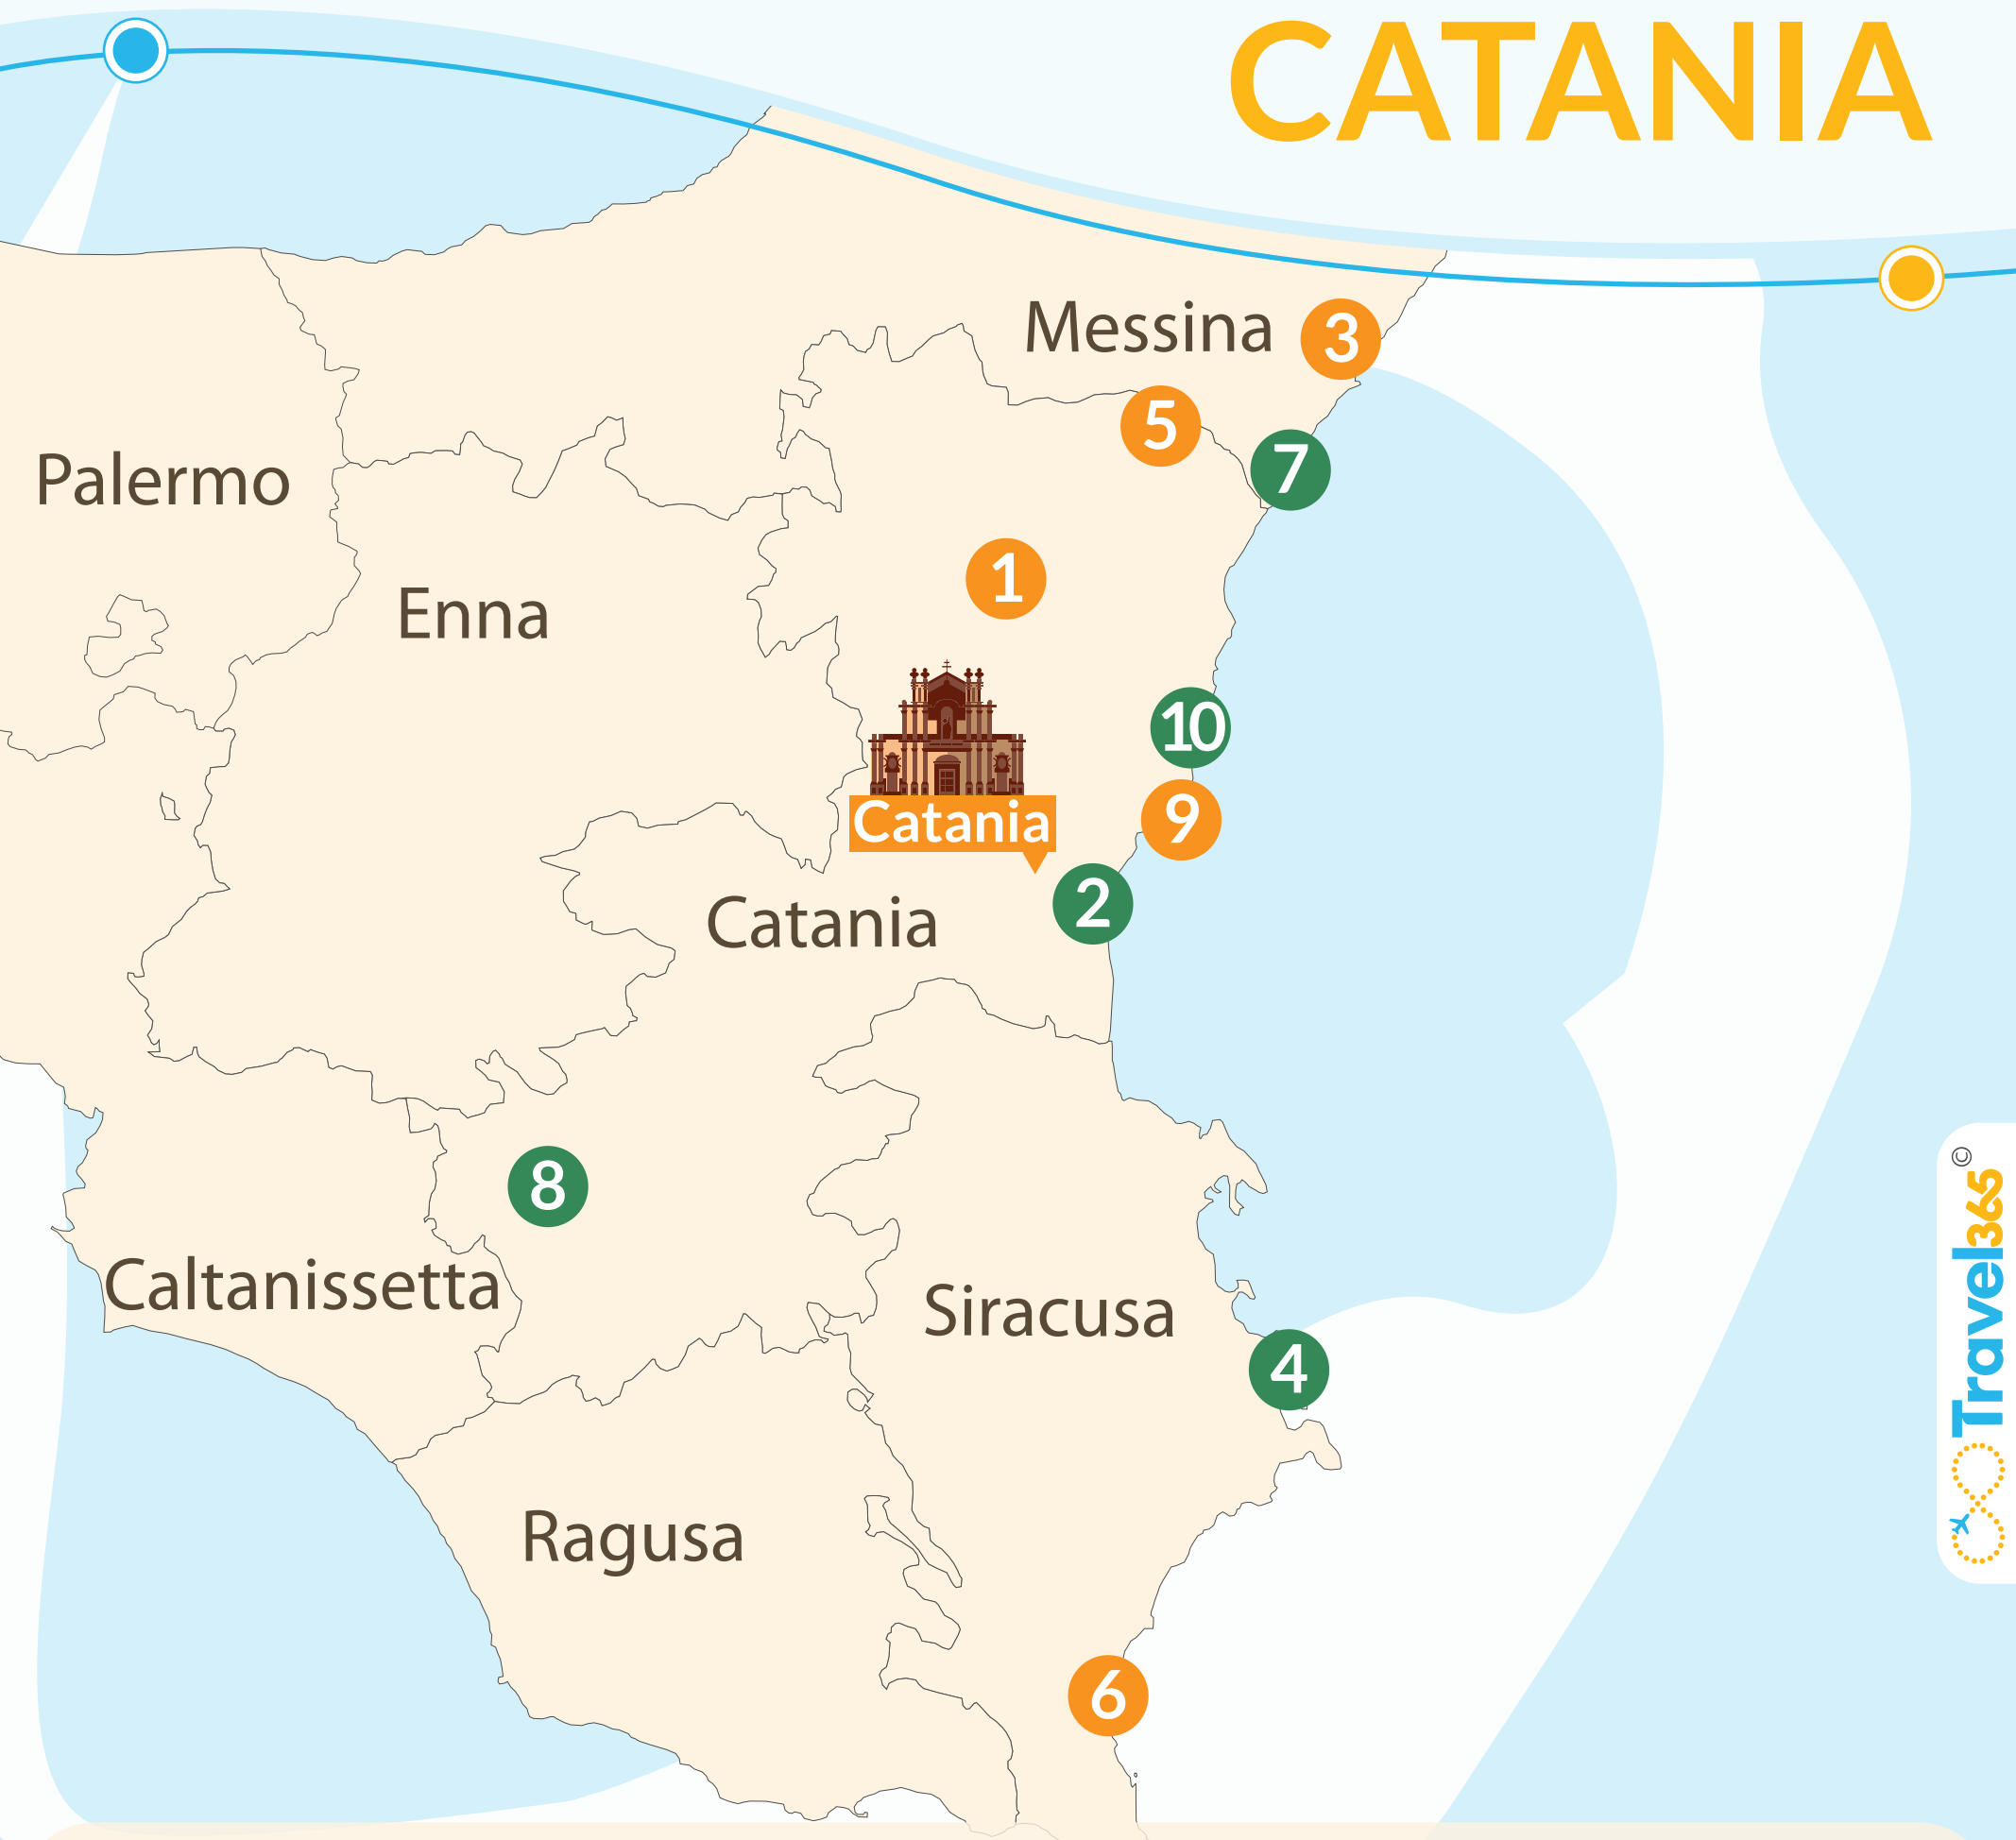 CATANIA
Messina
3
5
7
Palermo
1
Enna
10
Catania
9
2
Catania
8
Caltanissetta
Siracusa
4
Ragusa
6
Travel365
©